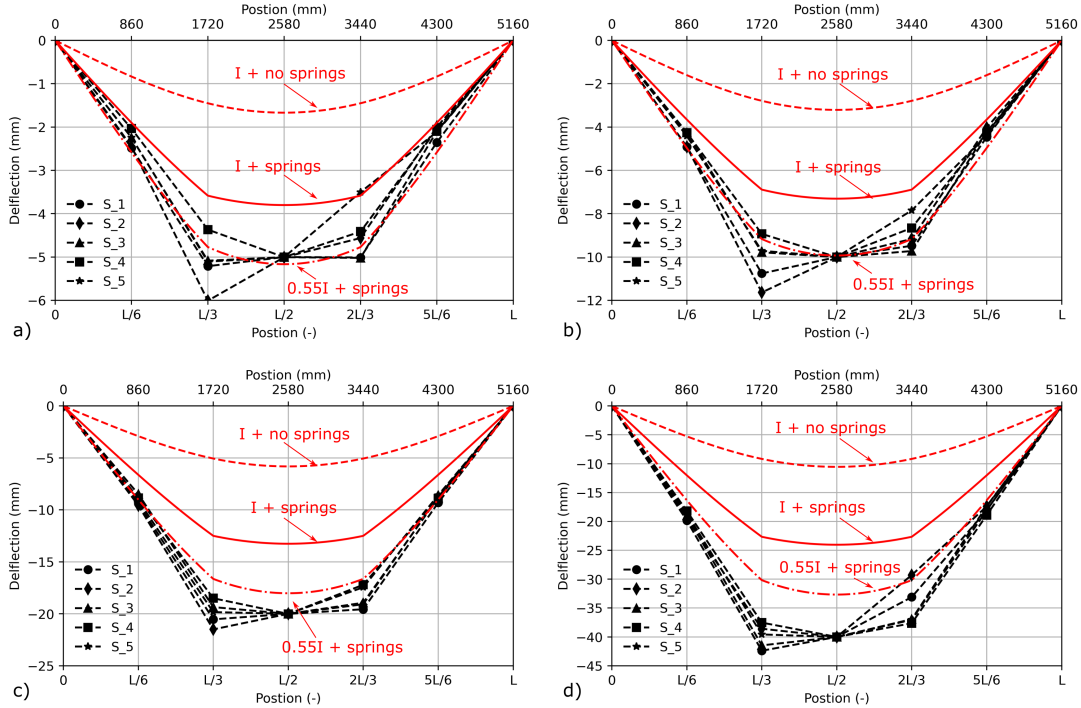 Postion (mm)
0 860 1720 2580 3440 4300 5160
0
−1
−2
−3
−4
−5
−6
Delflection (mm)
I + no springs
I + springs
0.55I + springs
S_1
S_2
S_3
S_4
S_5
0 L/6 L/3 L/2 2L/3 5L/6 L
Postion (-)
a)
Postion (mm)
0 860 1720 2580 3440 4300 5160
0
−2
−4
−6
−8
−10
−12
Delflection (mm)
I + no springs
I + springs
0.55I + springs
S_1
S_2
S_3
S_4
S_5
0 L/6 L/3 L/2 2L/3 5L/6 L
Postion (-)
b)
Postion (mm)
0 860 1720 2580 3440 4300 5160
0
−5
−10
−15
−20
−25
Delflection (mm)
I + no springs
I + springs
0.55I + springs
S_1
S_2
S_3
S_4
S_5
0 L/6 L/3 L/2 2L/3 5L/6 L
Postion (-)
c)
Postion (mm)
0 860 1720 2580 3440 4300 5160
0
−5
−10
−15
−20
−25
−30
−35
−40
−45
Delflection (mm)
I + no springs
I + springs
0.55I + springs
S_1
S_2
S_3
S_4
S_5
0 L/6 L/3 L/2 2L/3 5L/6 L
Postion (-)
d)